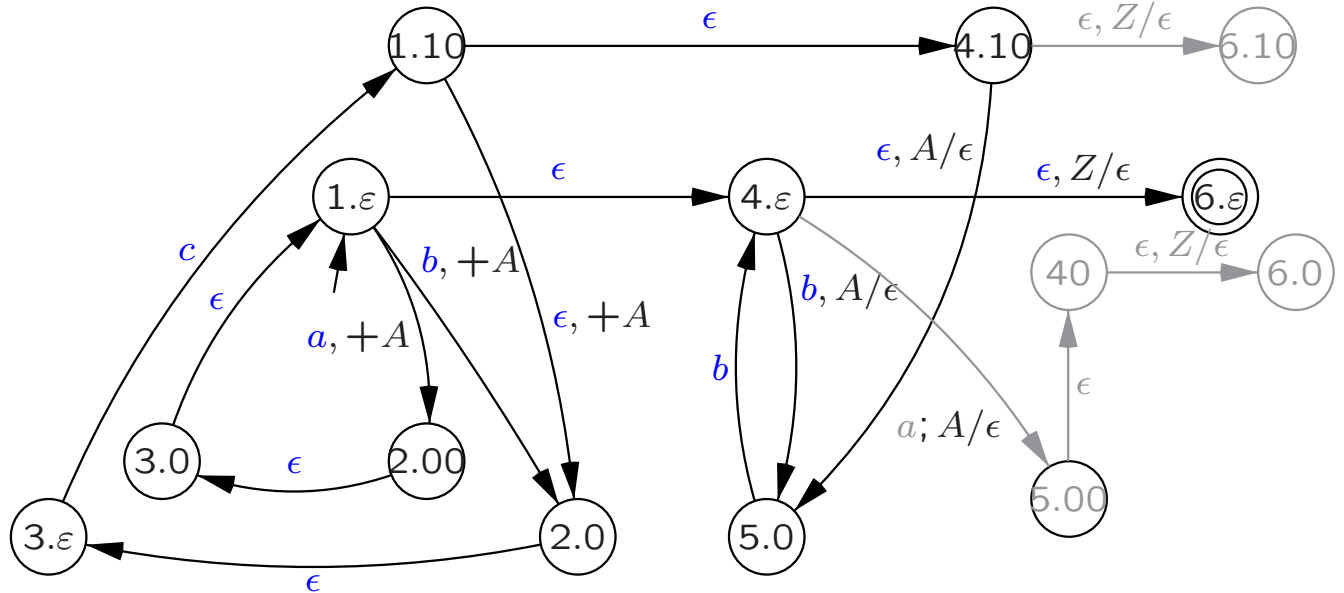 ϵ
ϵ, Z/ϵ
1.10
4.10
6.10
ϵ, A/ϵ
ϵ
ϵ, Z/ϵ
1.ε
4.ε
6.ε
c
b, +A
ϵ, Z/ϵ
ϵ
b, A/ϵ
40
6.0
a, +A
ϵ, +A
b
ϵ
a; A/ϵ
3.0
ϵ
2.00
5.00
3.ε
2.0
5.0
ϵ